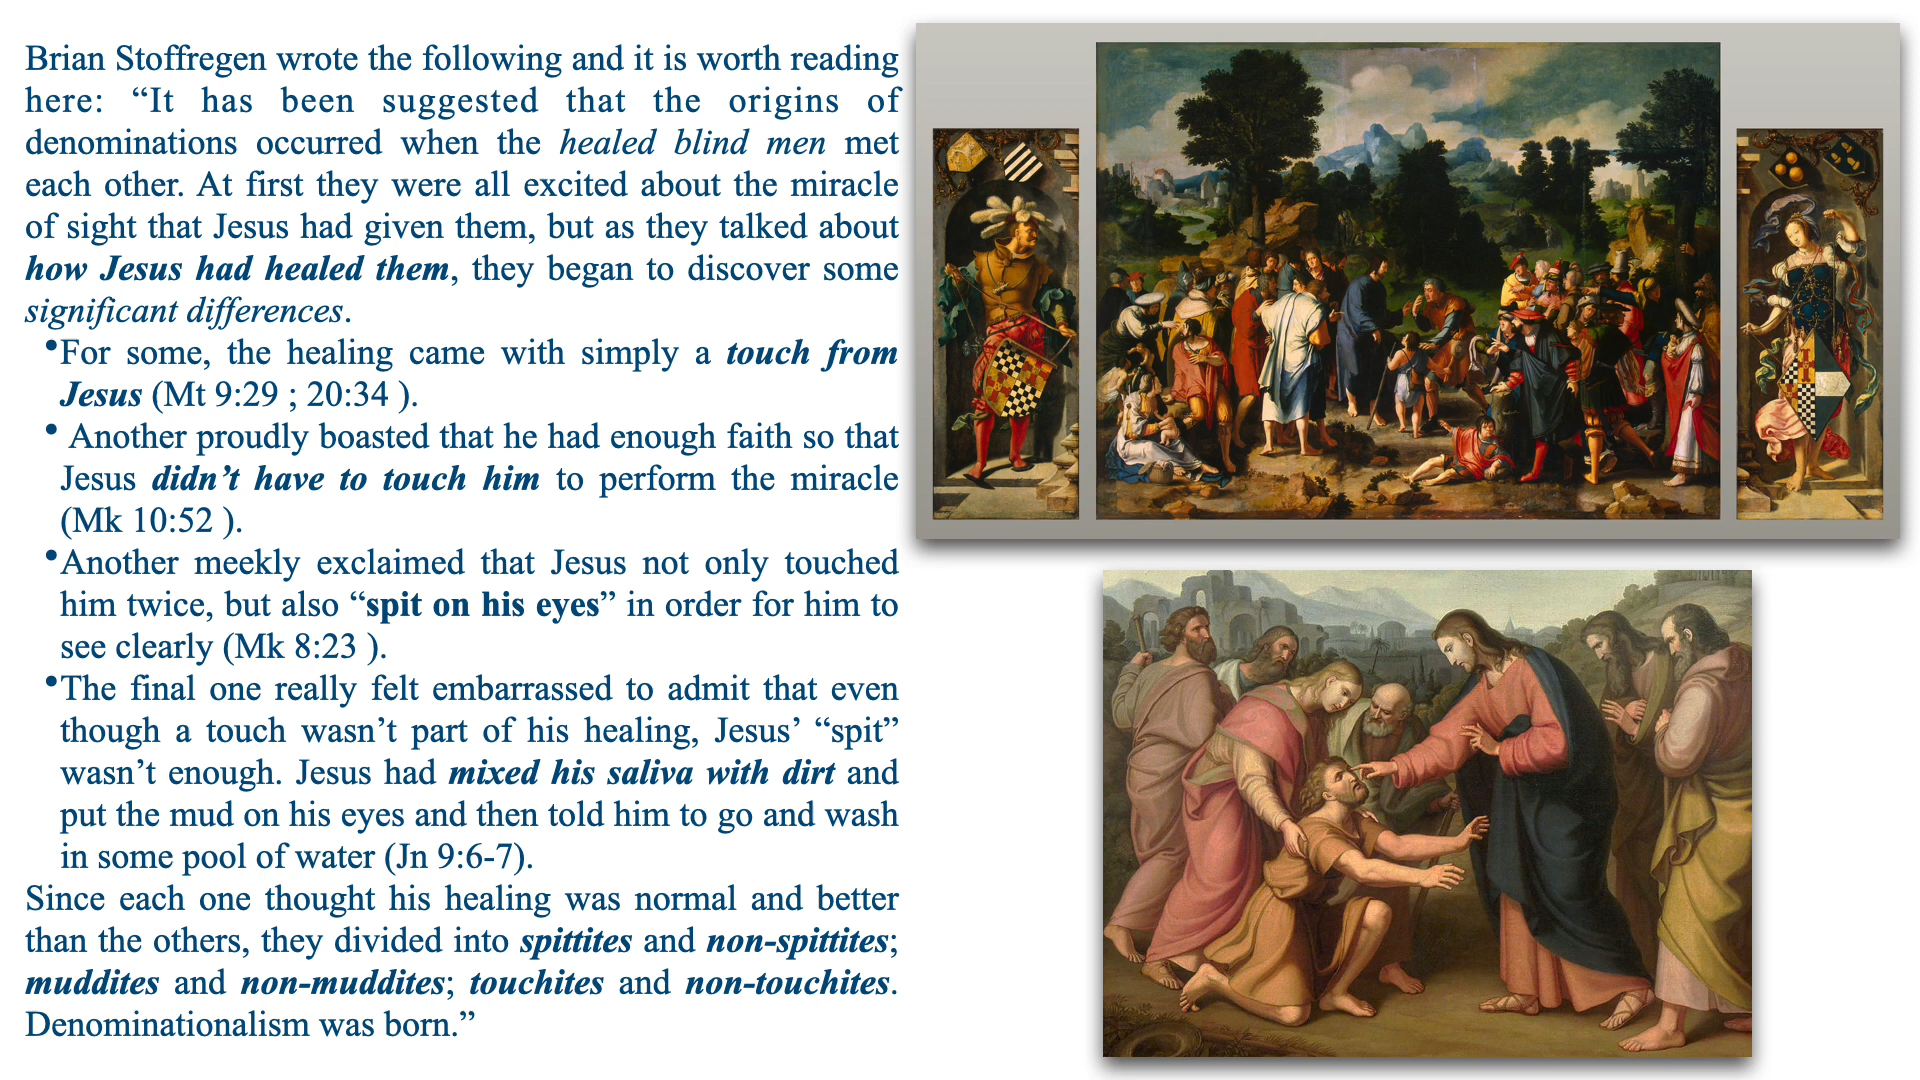 Brian Stoffregen wrote the following and it is worth reading
here: “It has been suggested that the origins of
denominations occurred when the healed blind men met
each other. At first they were all excited about the miracle
of sight that Jesus had given them, but as they talked about
how Jesus had healed them, they began to discover some
significant differences.
•For some, the healing came with simply a touch from
Jesus (Mt 9:29 ; 20:34 ).
• Another proudly boasted that he had enough faith so that
Jesus didn’t have to touch him to perform the miracle
(Mk 10:52 ).
•Another meekly exclaimed that Jesus not only touched
him twice, but also “spit on his eyes” in order for him to
see clearly (Mk 8:23 ).
•The final one really felt embarrassed to admit that even
though a touch wasn’t part of his healing, Jesus’ “spit”
wasn’t enough. Jesus had mixed his saliva with dirt and
put the mud on his eyes and then told him to go and wash
in some pool of water (Jn 9:6-7).
Since each one thought his healing was normal and better
than the others, they divided into spittites and non-spittites;
muddites and non-muddites; touchites and non-touchites.
Denominationalism was born.”